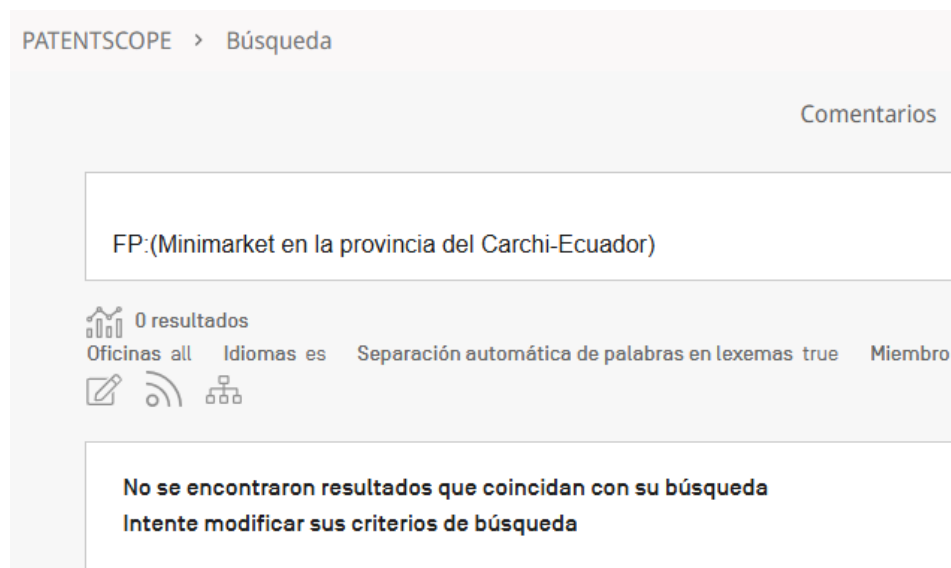 PATENTSCOPE > Búsqueda
Comentarios
FP:(Minimarket en la provincia del Carchi-Ecuador)
0 resultados
Oficinas all Idiomas es Separación automática de palabras en lexemas true Miembro
No se encontraron resultados que coincidan con su búsqueda
Intente modificar sus criterios de búsqueda